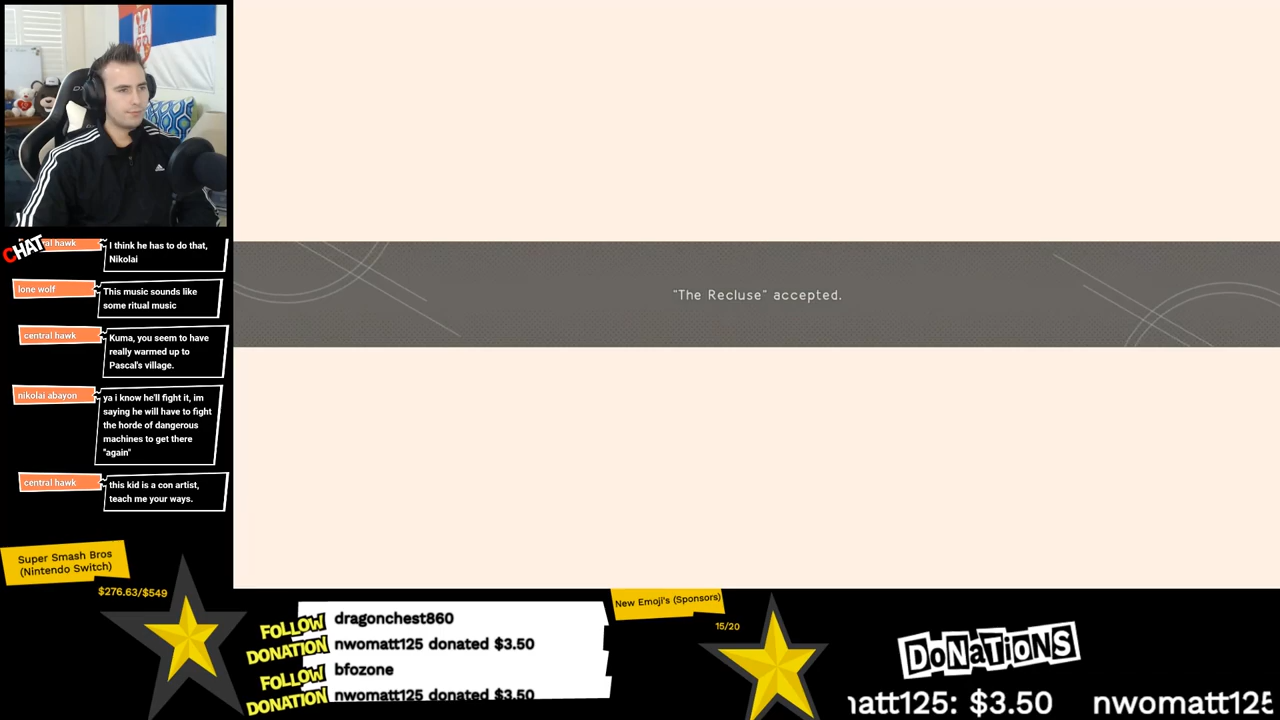 CHAT
central hawk
I think he has to do that,
Nikolai
lone wolf
This music sounds like
some ritual music
central hawk
Kuma, you seem to have
really warmed up to
Pascal's village.
nikolai abayon
ya i know he'll fight it, im
saying he will have to fight
the horde of dangerous
machines to get there
"again"
central hawk
this kid is a con artist,
teach me your ways.
"The Recluse" accepted.
Super Smash Bros
(Nintendo Switch)
$276.63/$549
FOLLOW dragonchest860
DONATION nwomatt125 donated $3.50
FOLLOW bfozone
DONATION nwomatt125 donated $3.50
New Emoji's (Sponsors)
15/20
DoNaTiONS
matt125: $3.50 nwomatt125